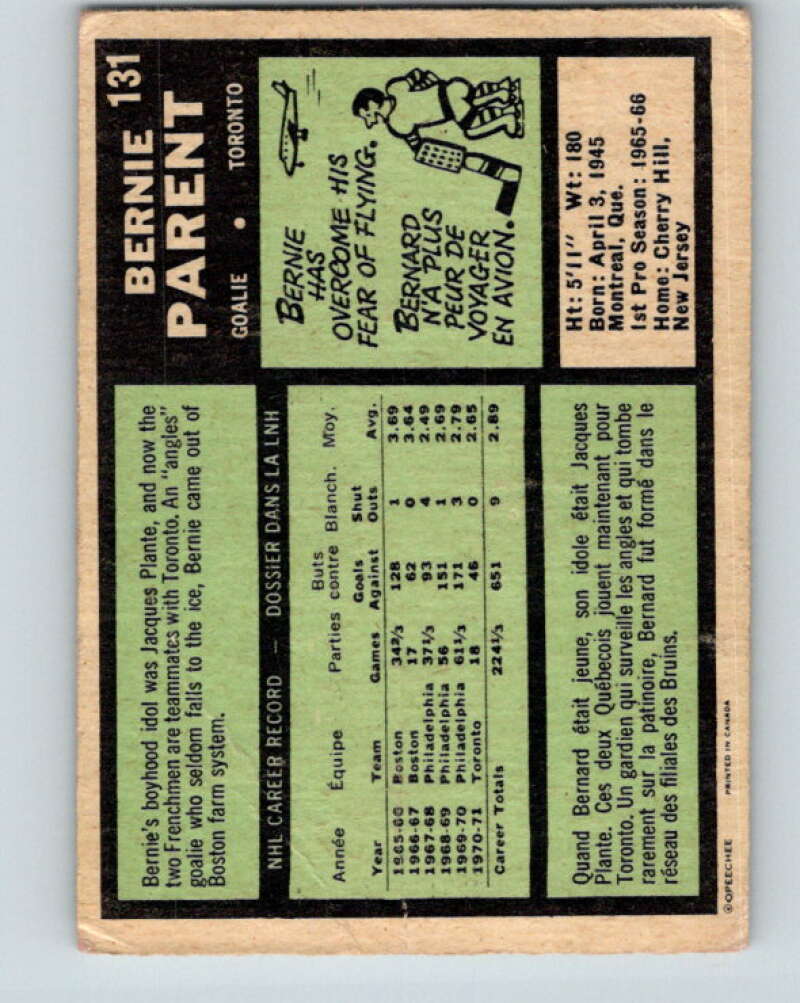 131
BERNIE
PARENT
GOALIE • TORONTO
Bernie's boyhood idol was Jacques Plante, and now the
two Frenchmen are teammates with Toronto. An "angles"
goalie who seldom falls to the ice, Bernie came out of
Boston farm system.
BERNIE
HAS
OVERCOME HIS
FEAR OF FLYING.
BERNARD
N'A PLUS
PEUR DE
VOYAGER
EN AVION.
NHL CAREER RECORD — DOSSIER DANS LA LNH
Année Équipe Parties Buts contre Blanch. Moy.
Year Team Games Goals Against Shut Outs Avg.
1965-66 Boston 34 2/3 128 1 3.69
1966-67 Boston 17 62 0 3.64
1967-68 Philadelphia 37 1/3 93 4 2.49
1968-69 Philadelphia 56 151 1 2.69
1969-70 Philadelphia 61 1/3 171 3 2.79
1970-71 Toronto 18 46 0 2.65
Career Totals 224 1/3 651 9 2.89
Ht: 5'11" Wt: 180
Born: April 3, 1945
Montreal, Que.
1st Pro Season: 1965-66
Home: Cherry Hill,
New Jersey
Quand Bernard était jeune, son idole était Jacques
Plante. Ces deux Québecois jouent maintenant pour
Toronto. Un gardien qui surveille les angles et qui tombe
rarement sur la pâtinoire, Bernard fut formé dans le
réseau des filiales des Bruins.
©OPEECHEE PRINTED IN CANADA